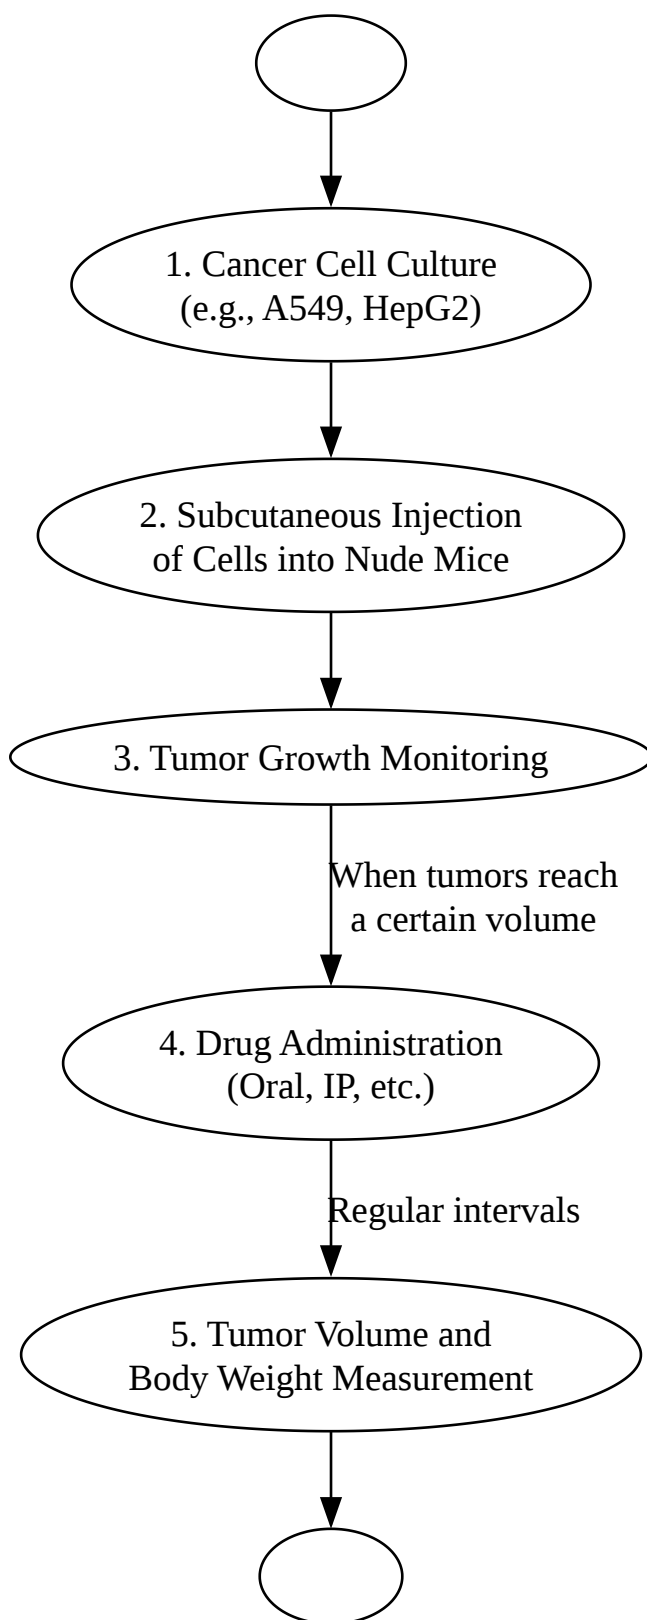 1. Cancer Cell Culture
(e.g., A549, HepG2)
2. Subcutaneous Injection
of Cells into Nude Mice
3. Tumor Growth Monitoring
When tumors reach
a certain volume
4. Drug Administration
(Oral, IP, etc.)
Regular intervals
5. Tumor Volume and
Body Weight Measurement